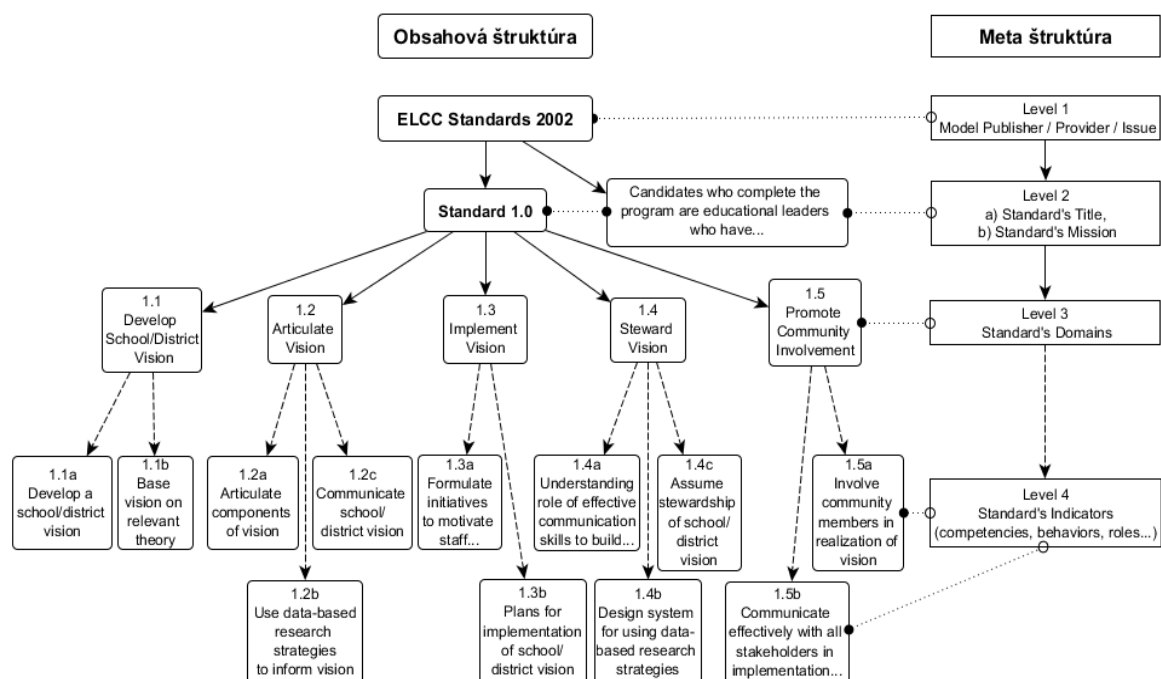 Obsahová štruktúra
Meta štruktúra
ELCC Standards 2002
Level 1
Model Publisher / Provider / Issue
Standard 1.0
Candidates who complete the
program are educational leaders
who have...
Level 2
a) Standard's Title,
b) Standard's Mission
1.1
Develop
School/District
Vision
1.2
Articulate
Vision
1.3
Implement
Vision
1.4
Steward
Vision
1.5
Promote
Community
Involvement
Level 3
Standard's Domains
1.1a
Develop a
school/district
vision
1.1b
Base
vision on
relevant
theory
1.2a
Articulate
components
of vision
1.2c
Communicate
school/
district vision
1.3a
Formulate
initiatives
to motivate
staff...
1.4a
Understanding
role of effective
communication
skills to build...
1.4c
Assume
stewardship
of school/
district vision
1.5a
Involve
community
members in
realization of
vision
Level 4
Standard's Indicators
(competencies, behaviors, roles...)
1.2b
Use data-based
research
strategies
to inform vision
1.3b
Plans for
implementation
of school/
district vision
1.4b
Design system
for using data-
based research
strategies
1.5b
Communicate
effectively with all
stakeholders in
implementation...